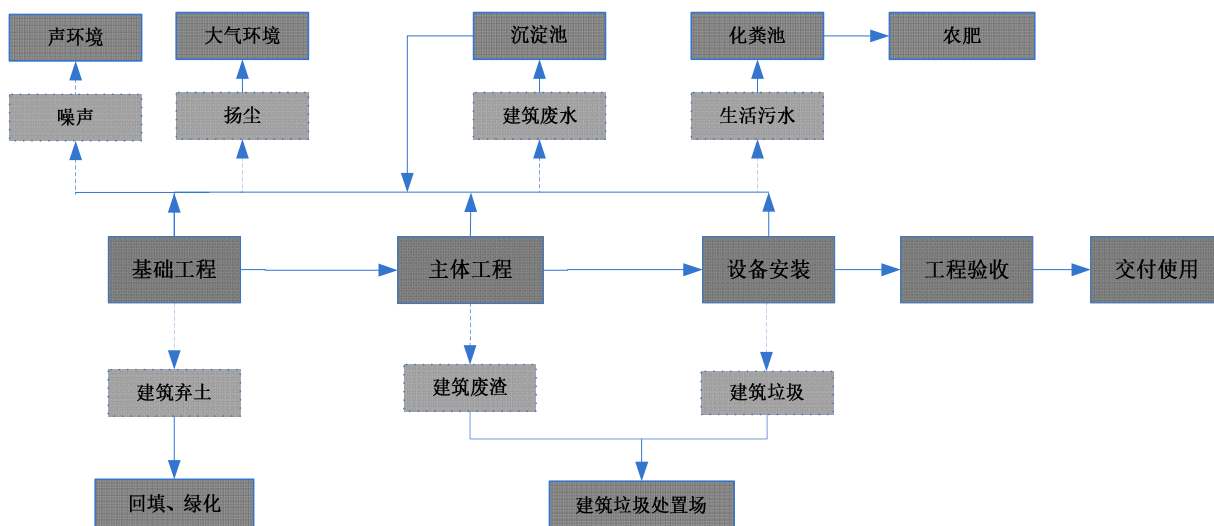 声环境
大气环境
沉淀池
化粪池
农肥
噪声
扬尘
建筑废水
生活污水
基础工程
主体工程
设备安装
工程验收
交付使用
建筑弃土
建筑废渣
建筑垃圾
回填、绿化
建筑垃圾处置场